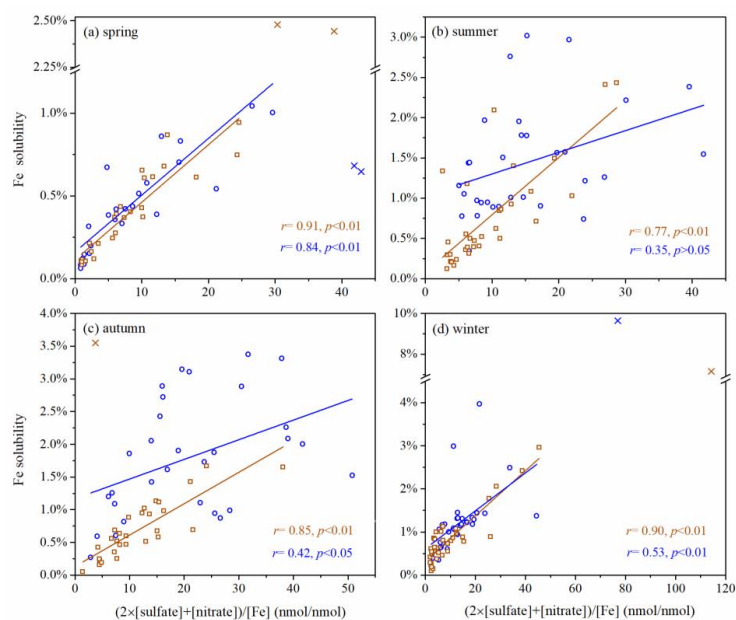 (a) spring
2.50%
2.25%
1.0%
0.5%
0.0%
0 10 20 30 40
r= 0.91, p<0.01
r= 0.84, p<0.01
Fe solubility
(b) summer
3.0%
2.5%
2.0%
1.5%
1.0%
0.5%
0.0%
0 10 20 30 40
r= 0.77, p<0.01
r= 0.35, p>0.05
(c) autumn
4.0%
3.5%
3.0%
2.5%
2.0%
1.5%
1.0%
0.5%
0.0%
0 10 20 30 40 50
r= 0.85, p<0.01
r= 0.42, p<0.05
Fe solubility
(2×[sulfate]+[nitrate])/[Fe] (nmol/nmol)
(d) winter
10%
8%
4%
3%
2%
1%
0%
0 20 40 60 80 100 120
r= 0.90, p<0.01
r= 0.53, p<0.01
(2×[sulfate]+[nitrate])/[Fe] (nmol/nmol)